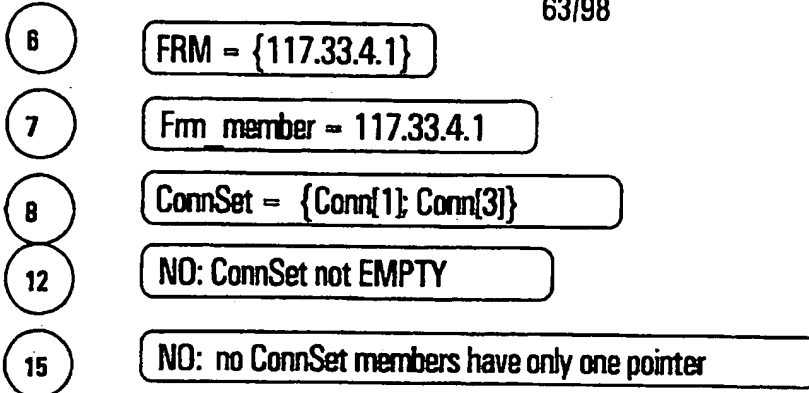 63/98
6 FRM = {117.33.4.1}
7 Frm_member = 117.33.4.1
8 ConnSet = {Conn[1]; Conn[3]}
12 NO: ConnSet not EMPTY
15 NO: no ConnSet members have only one pointer